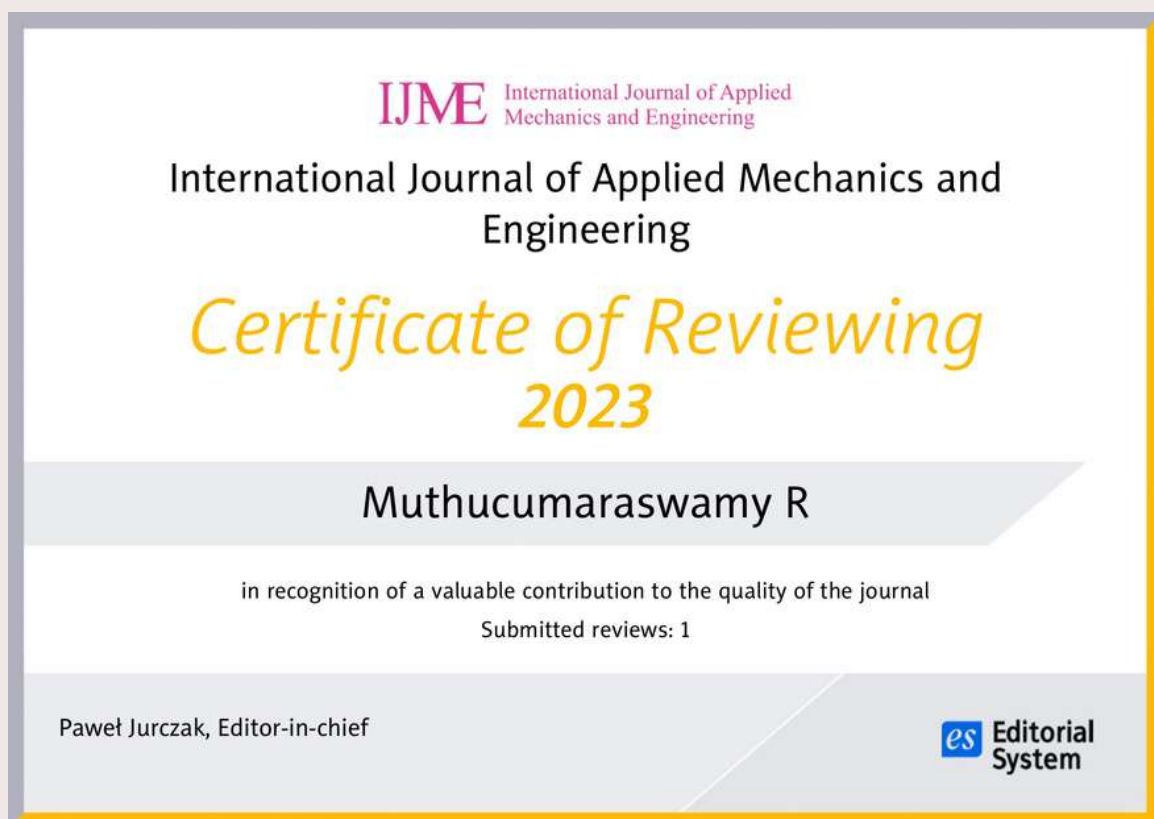 IJME
International Journal of Applied
Mechanics and Engineering
International Journal of Applied Mechanics and
Engineering
Certificate of Reviewing
2023
Muthucumaraswamy R
in recognition of a valuable contribution to the quality of the journal
Submitted reviews: 1
Paweł Jurczak, Editor-in-chief
es Editorial
System